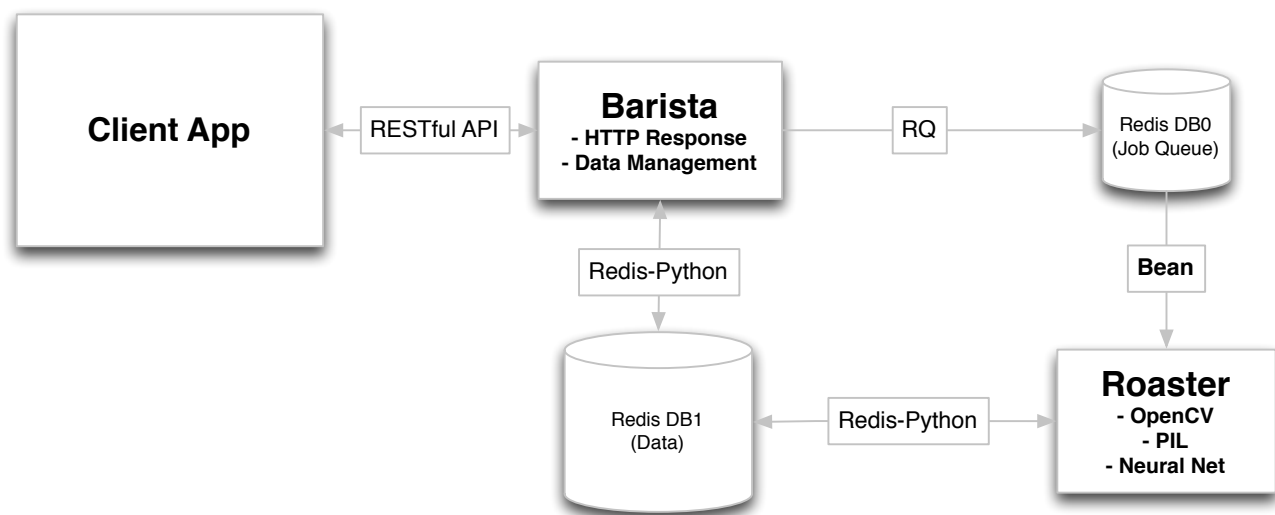 Client App
RESTful API
Barista
- HTTP Response
- Data Management
RQ
Redis DB0
(Job Queue)
Redis-Python
Bean
Redis DB1
(Data)
Redis-Python
Roaster
- OpenCV
- PIL
- Neural Net